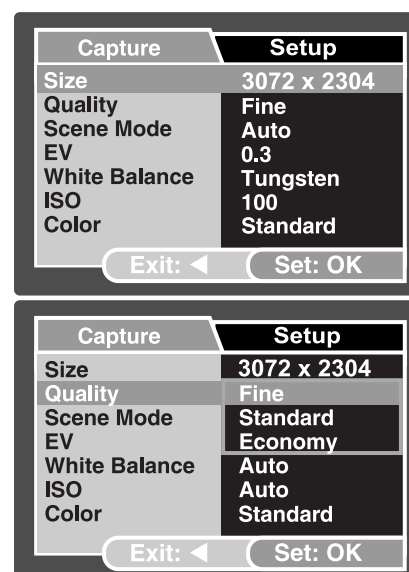 Capture Setup
Size 3072 x 2304
Quality Fine
Scene Mode Auto
EV 0.3
White Balance Tungsten
ISO 100
Color Standard
Exit: ◀ Set: OK
Capture Setup
Size 3072 x 2304
Quality Fine
Scene Mode Standard
EV Economy
White Balance Auto
ISO Auto
Color Standard
Exit: ◀ Set: OK